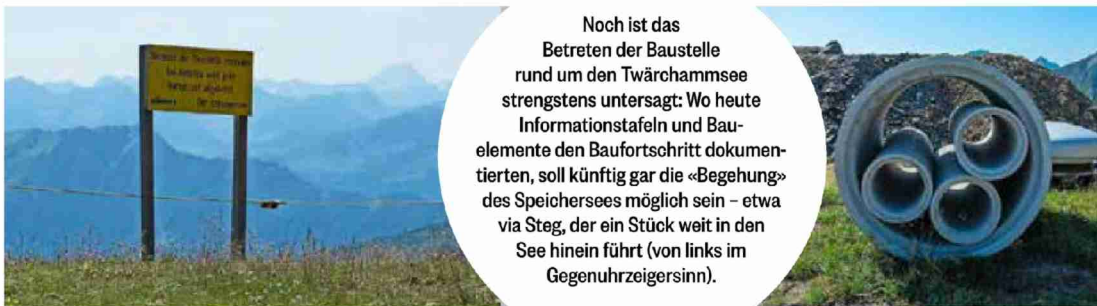 Noch ist das
Betreten der Baustelle
rund um den Twärchammsee
strengstens untersagt: Wo heute
Informationstafeln und Bau-
elemente den Baufortschritt dokumen-
tierten, soll künftig gar die «Begehung»
des Speichersees möglich sein – etwa
via Steg, der ein Stück weit in den
See hinein führt (von links im
Gegenuhrzeigersinn).